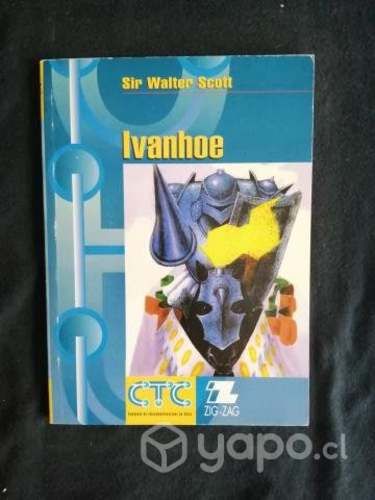 Sir Walter Scott
Ivanhoe
CTC
ZIG-ZAG
yapo.cl